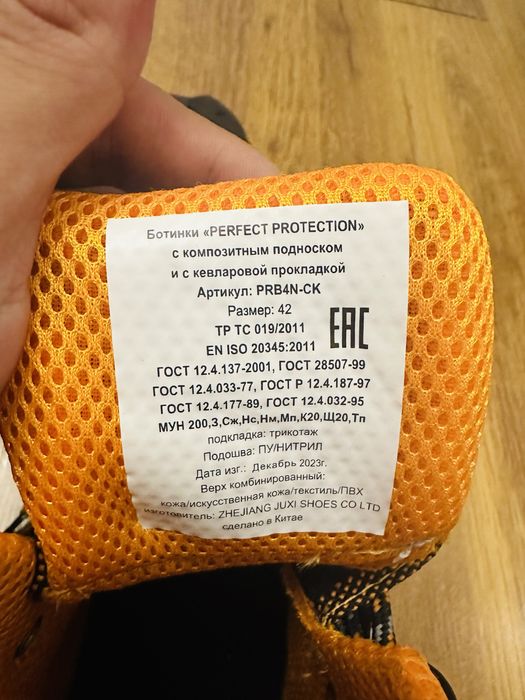 Ботинки «PERFECT PROTECTION»
с композитным подноском
и с кевларовой прокладкой
Артикул: PRB4N-CK
Размер: 42
ТР ТС 019/2011
EAC
EN ISO 20345:2011
ГОСТ 12.4.137-2001, ГОСТ 28507-99
ГОСТ 12.4.033-77, ГОСТ Р 12.4.187-97
ГОСТ 12.4.177-89, ГОСТ 12.4.032-95
МУН 200,З,Сж,Нс,Нм,Мп,К20,Щ20,Тп
подкладка: трикотаж
Подошва: ПУ/НИТРИЛ
Дата изг.: Декабрь 2023г.
Верх комбинированный:
кожа/искусственная кожа/текстиль/ПВХ
изготовитель: ZHEJIANG JUXI SHOES CO LTD
сделано в Китае